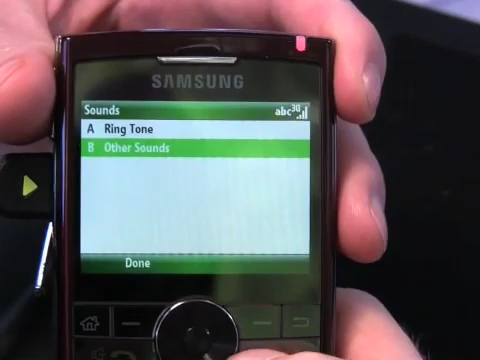 SAMSUNG
Sounds abc 3G
A Ring Tone
B Other Sounds
Done